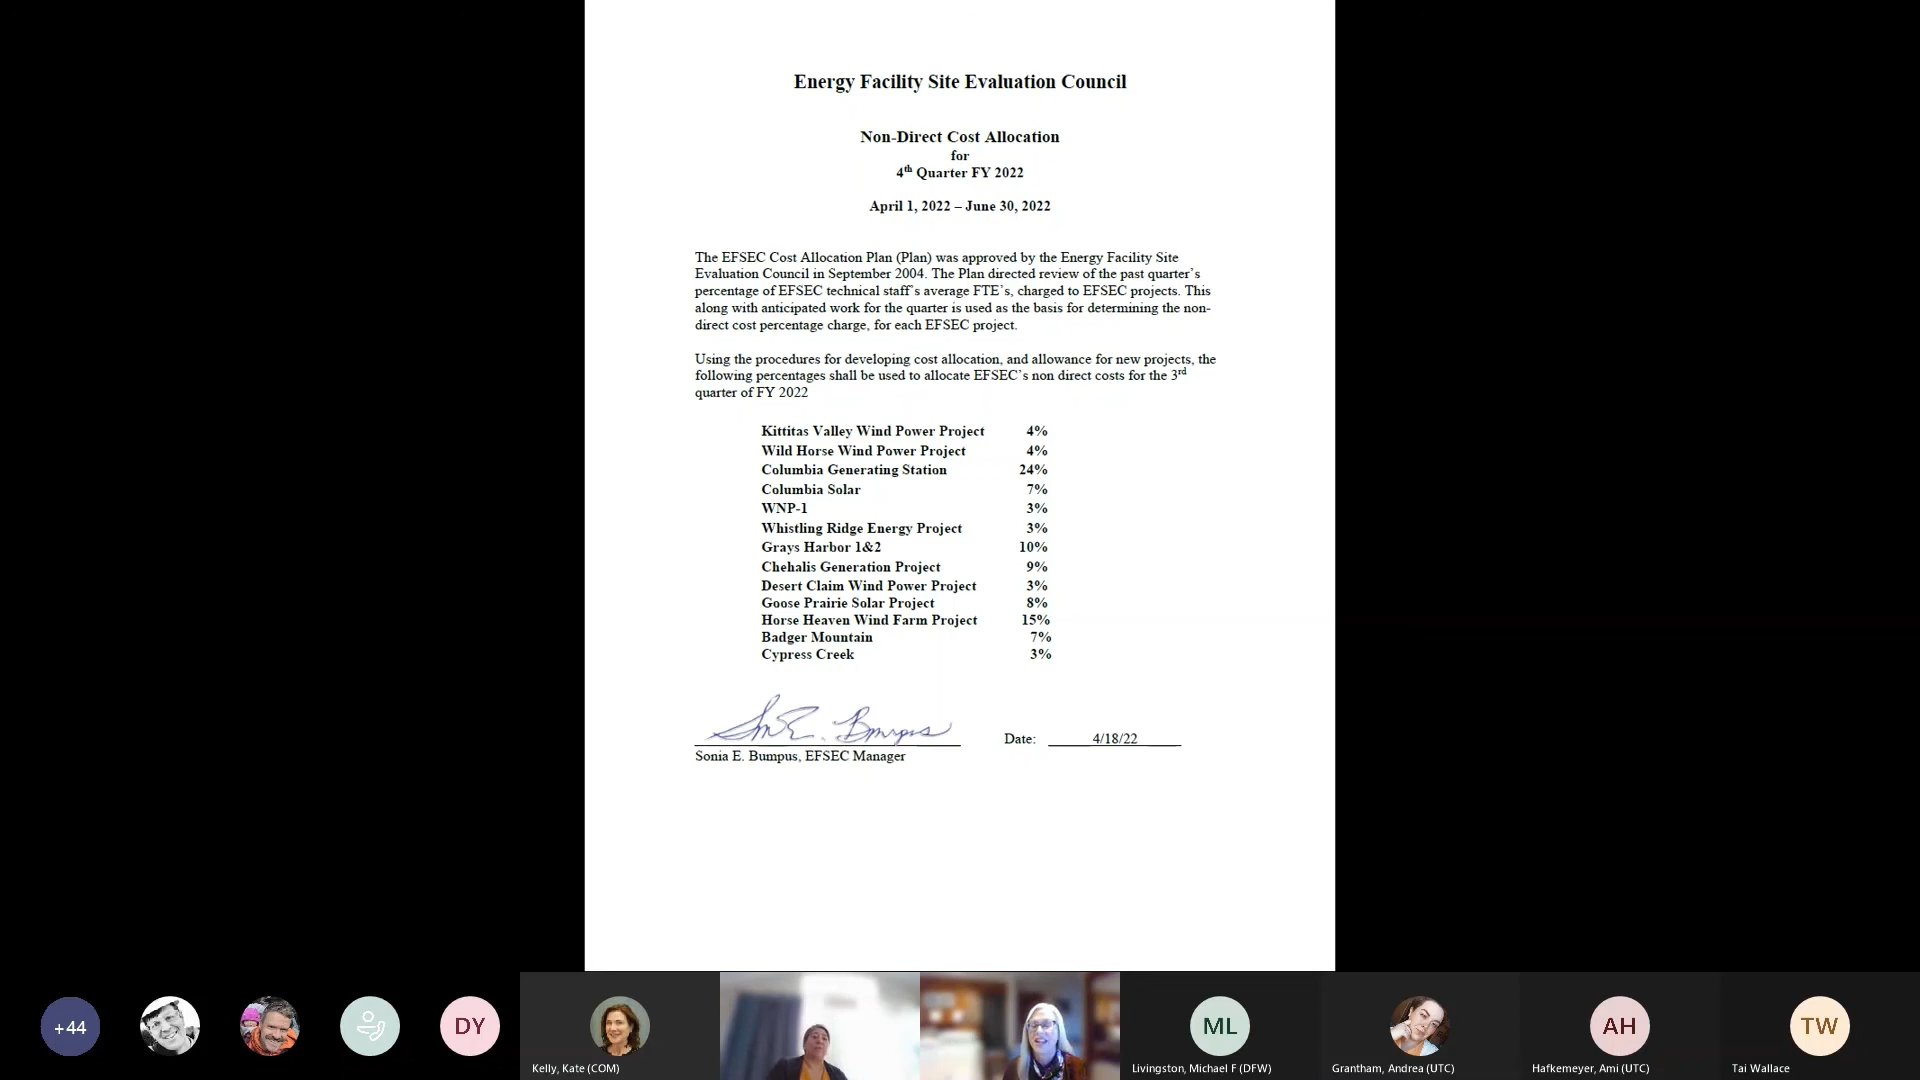 Energy Facility Site Evaluation Council
Non-Direct Cost Allocation
for
4th Quarter FY 2022
April 1, 2022 – June 30, 2022
The EFSEC Cost Allocation Plan (Plan) was approved by the Energy Facility Site
Evaluation Council in September 2004. The Plan directed review of the past quarter's
percentage of EFSEC technical staff's average FTE's, charged to EFSEC projects. This
along with anticipated work for the quarter is used as the basis for determining the non-
direct cost percentage charge, for each EFSEC project.
Using the procedures for developing cost allocation, and allowance for new projects, the
following percentages shall be used to allocate EFSEC's non direct costs for the 3rd
quarter of FY 2022
Kittitas Valley Wind Power Project 4%
Wild Horse Wind Power Project 4%
Columbia Generating Station 24%
Columbia Solar 7%
WNP-1 3%
Whistling Ridge Energy Project 3%
Grays Harbor 1&2 10%
Chehalis Generation Project 9%
Desert Claim Wind Power Project 3%
Goose Prairie Solar Project 8%
Horse Heaven Wind Farm Project 15%
Badger Mountain 7%
Cypress Creek 3%
Sm E. Bumpus
Date: 4/18/22
Sonia E. Bumpus, EFSEC Manager
+44
DY
Kelly, Kate (COM)
ML
Livingston, Michael F (DFW)
Grantham, Andrea (UTC)
AH
Hafkemeyer, Ami (UTC)
TW
Tai Wallace